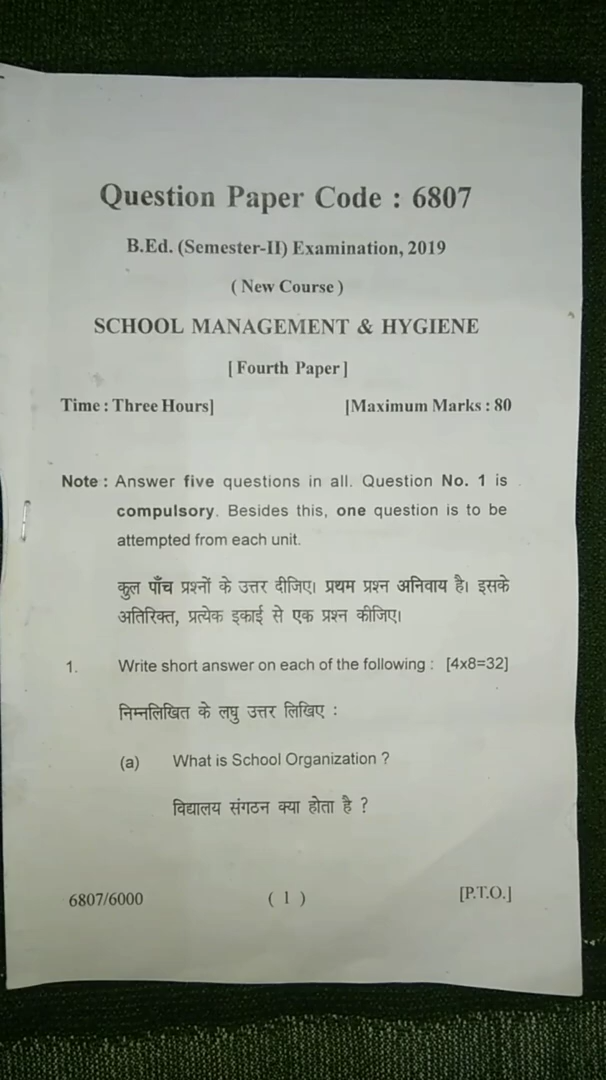 Question Paper Code : 6807
B.Ed. (Semester-II) Examination, 2019
( New Course )
SCHOOL MANAGEMENT & HYGIENE
[ Fourth Paper ]
Time : Three Hours] [Maximum Marks : 80
Note : Answer five questions in all. Question No. 1 is
compulsory. Besides this, one question is to be
attempted from each unit.
कुल पाँच प्रश्नों के उत्तर दीजिए। प्रथम प्रश्न अनिवाय है। इसके
अतिरिक्त, प्रत्येक इकाई से एक प्रश्न कीजिए।
1. Write short answer on each of the following : [4x8=32]
निम्नलिखित के लघु उत्तर लिखिए :
(a) What is School Organization ?
विद्यालय संगठन क्या होता है ?
6807/6000 ( 1 ) [P.T.O.]